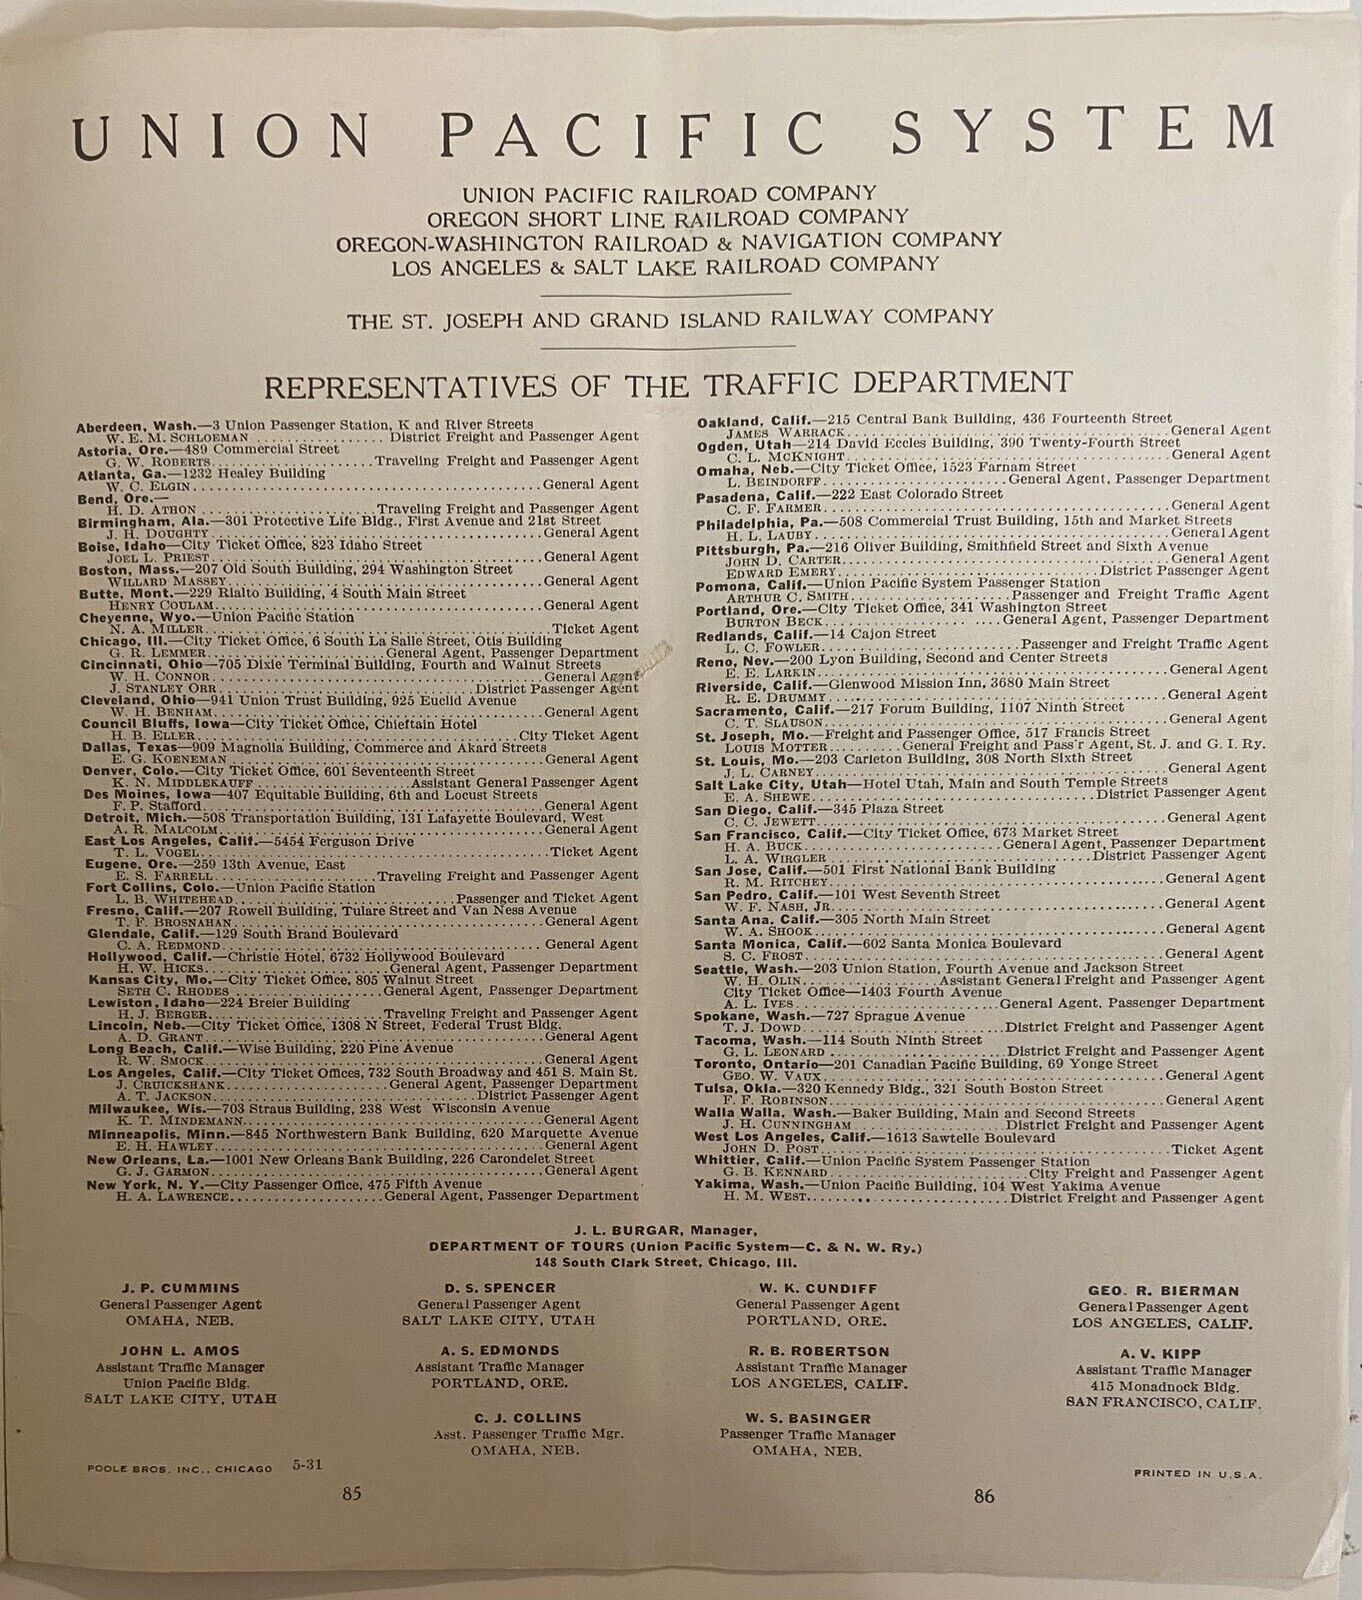 UNION PACIFIC SYSTEM
UNION PACIFIC RAILROAD COMPANY
OREGON SHORT LINE RAILROAD COMPANY
OREGON-WASHINGTON RAILROAD & NAVIGATION COMPANY
LOS ANGELES & SALT LAKE RAILROAD COMPANY
THE ST. JOSEPH AND GRAND ISLAND RAILWAY COMPANY
REPRESENTATIVES OF THE TRAFFIC DEPARTMENT
Aberdeen, Wash.—3 Union Passenger Station, K and River Streets
W. E. M. SCHLOEMAN ................ District Freight and Passenger Agent
Astoria, Ore.—489 Commercial Street
G. W. ROBERTS.....................Traveling Freight and Passenger Agent
Atlanta, Ga.—1232 Healey Building
W. C. ELGIN..............................................General Agent
Bend, Ore.—
H. D. ATHON ......................Traveling Freight and Passenger Agent
Birmingham, Ala.—301 Protective Life Bldg., First Avenue and 21st Street
J. H. DOUGHTY............................................General Agent
Boise, Idaho—City Ticket Office, 823 Idaho Street
JOEL L. PRIEST...........................................General Agent
Boston, Mass.—207 Old South Building, 294 Washington Street
WILLARD MASSEY...........................................General Agent
Butte, Mont.—229 Rialto Building, 4 South Main Street
HENRY COULAM.............................................General Agent
Cheyenne, Wyo.—Union Pacific Station
N. A. MILLER..............................................Ticket Agent
Chicago, Ill.—City Ticket Office, 6 South La Salle Street, Otis Building
G. R. LEMMER.......................General Agent, Passenger Department
Cincinnati, Ohio—705 Dixie Terminal Building, Fourth and Walnut Streets
W. H. CONNOR.............................................General Agent
J. STANLEY ORR...................................District Passenger Agent
Cleveland, Ohio—941 Union Trust Building, 925 Euclid Avenue
W. H. BENHAM.............................................General Agent
Council Bluffs, Iowa—City Ticket Office, Chieftain Hotel
H. B. ELLER..........................................City Ticket Agent
Dallas, Texas—909 Magnolia Building, Commerce and Akard Streets
E. G. KOENEMAN...........................................General Agent
Denver, Colo.—City Ticket Office, 601 Seventeenth Street
K. N. MIDDLEKAUFF....................Assistant General Passenger Agent
Des Moines, Iowa—407 Equitable Building, 6th and Locust Streets
F. P. Stafford...........................................General Agent
Detroit, Mich.—508 Transportation Building, 131 Lafayette Boulevard, West
A. R. MALCOLM............................................General Agent
East Los Angeles, Calif.—5454 Ferguson Drive
T. L. VOGEL...............................................Ticket Agent
Eugene, Ore.—259 13th Avenue, East
E. S. FARRELL.....................Traveling Freight and Passenger Agent
Fort Collins, Colo.—Union Pacific Station
L. B. WHITEHEAD............................Passenger and Ticket Agent
Fresno, Calif.—207 Rowell Building, Tulare Street and Van Ness Avenue
T. F. BROSNAHAN..........................................General Agent
Glendale, Calif.—129 South Brand Boulevard
C. A. REDMOND............................................General Agent
Hollywood, Calif.—Christie Hotel, 6732 Hollywood Boulevard
H. W. HICKS........................General Agent, Passenger Department
Kansas City, Mo.—City Ticket Office, 805 Walnut Street
SETH C. RHODES.....................General Agent, Passenger Department
Lewiston, Idaho—224 Breier Building
H. J. BERGER......................Traveling Freight and Passenger Agent
Lincoln, Neb.—City Ticket Office, 1308 N Street, Federal Trust Bldg.
A. D. GRANT..............................................General Agent
Long Beach, Calif.—Wise Building, 220 Pine Avenue
R. W. SMOCK..............................................General Agent
Los Angeles, Calif.—City Ticket Offices, 732 South Broadway and 451 S. Main St.
J. CRUICKSHANK.....................General Agent, Passenger Department
A. T. JACKSON....................................District Passenger Agent
Milwaukee, Wis.—703 Straus Building, 238 West Wisconsin Avenue
K. T. MINDEMANN..........................................General Agent
Minneapolis, Minn.—845 Northwestern Bank Building, 620 Marquette Avenue
E. H. HAWLEY.............................................General Agent
New Orleans, La.—1001 New Orleans Bank Building, 226 Carondelet Street
G. J. GARMON.............................................General Agent
New York, N. Y.—City Passenger Office, 475 Fifth Avenue
H. A. LAWRENCE.....................General Agent, Passenger Department
Oakland, Calif.—215 Central Bank Building, 436 Fourteenth Street
JAMES WARRACK............................................General Agent
Ogden, Utah—214 David Eccles Building, 390 Twenty-Fourth Street
C. L. MCKNIGHT...........................................General Agent
Omaha, Neb.—City Ticket Office, 1523 Farnam Street
L. BEINDORFF.......................General Agent, Passenger Department
Pasadena, Calif.—222 East Colorado Street
C. F. FARMER.............................................General Agent
Philadelphia, Pa.—508 Commercial Trust Building, 15th and Market Streets
H. L. LAUBY..............................................General Agent
Pittsburgh, Pa.—216 Oliver Building, Smithfield Street and Sixth Avenue
JOHN D. CARTER...........................................General Agent
EDWARD EMERY.....................................District Passenger Agent
Pomona, Calif.—Union Pacific System Passenger Station
ARTHUR C. SMITH......................Passenger and Freight Traffic Agent
Portland, Ore.—City Ticket Office, 341 Washington Street
BURTON BECK........................General Agent, Passenger Department
Redlands, Calif.—14 Cajon Street
L. C. FOWLER.........................Passenger and Freight Traffic Agent
Reno, Nev.—200 Lyon Building, Second and Center Streets
E. E. LARKIN.............................................General Agent
Riverside, Calif.—Glenwood Mission Inn, 3680 Main Street
R. E. DRUMMY.............................................General Agent
Sacramento, Calif.—217 Forum Building, 1107 Ninth Street
C. T. SLAUSON............................................General Agent
St. Joseph, Mo.—Freight and Passenger Office, 517 Francis Street
LOUIS MOTTER..........General Freight and Pass'r Agent, St. J. and G. I. Ry.
St. Louis, Mo.—203 Carleton Building, 308 North Sixth Street
J. L. CARNEY.............................................General Agent
Salt Lake City, Utah—Hotel Utah, Main and South Temple Streets
E. A. SHEWE......................................District Passenger Agent
San Diego, Calif.—345 Plaza Street
C. C. JEWETT.............................................General Agent
San Francisco, Calif.—City Ticket Office, 673 Market Street
H. A. BUCK.........................General Agent, Passenger Department
L. A. WIRGLER....................................District Passenger Agent
San Jose, Calif.—501 First National Bank Building
R. M. RITCHEY............................................General Agent
San Pedro, Calif.—101 West Seventh Street
W. F. NASH, JR...........................................General Agent
Santa Ana, Calif.—305 North Main Street
W. A. SHOOK..............................................General Agent
Santa Monica, Calif.—602 Santa Monica Boulevard
S. C. FROST..............................................General Agent
Seattle, Wash.—203 Union Station, Fourth Avenue and Jackson Street
W. H. OLIN..................Assistant General Freight and Passenger Agent
City Ticket Office—1403 Fourth Avenue
A. L. IVES.........................General Agent, Passenger Department
Spokane, Wash.—727 Sprague Avenue
T. J. DOWD..........................District Freight and Passenger Agent
Tacoma, Wash.—114 South Ninth Street
G. L. LEONARD.......................District Freight and Passenger Agent
Toronto, Ontario—201 Canadian Pacific Building, 69 Yonge Street
GEO. W. VAUX.............................................General Agent
Tulsa, Okla.—320 Kennedy Bldg., 321 South Boston Street
F. F. ROBINSON...........................................General Agent
Walla Walla, Wash.—Baker Building, Main and Second Streets
J. H. CUNNINGHAM....................District Freight and Passenger Agent
West Los Angeles, Calif.—1613 Sawtelle Boulevard
JOHN D. POST..............................................Ticket Agent
Whittier, Calif.—Union Pacific System Passenger Station
G. B. KENNARD...........................City Freight and Passenger Agent
Yakima, Wash.—Union Pacific Building, 104 West Yakima Avenue
H. M. WEST..........................District Freight and Passenger Agent
J. L. BURGAR, Manager,
DEPARTMENT OF TOURS (Union Pacific System—C. & N. W. Ry.)
148 South Clark Street, Chicago, Ill.
J. P. CUMMINS
General Passenger Agent
OMAHA, NEB.
D. S. SPENCER
General Passenger Agent
SALT LAKE CITY, UTAH
W. K. CUNDIFF
General Passenger Agent
PORTLAND, ORE.
GEO. R. BIERMAN
General Passenger Agent
LOS ANGELES, CALIF.
JOHN L. AMOS
Assistant Traffic Manager
Union Pacific Bldg.
SALT LAKE CITY, UTAH
A. S. EDMONDS
Assistant Traffic Manager
PORTLAND, ORE.
R. B. ROBERTSON
Assistant Traffic Manager
LOS ANGELES, CALIF.
A. V. KIPP
Assistant Traffic Manager
415 Monadnock Bldg.
SAN FRANCISCO, CALIF.
C. J. COLLINS
Asst. Passenger Traffic Mgr.
OMAHA, NEB.
W. S. BASINGER
Passenger Traffic Manager
OMAHA, NEB.
POOLE BROS. INC., CHICAGO 5-31
PRINTED IN U.S.A.
85
86